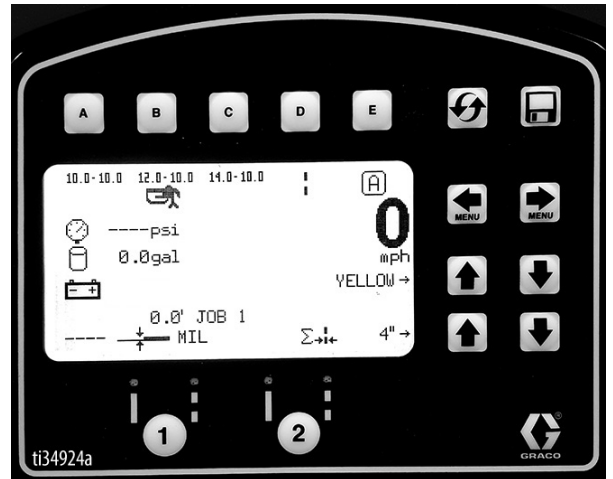 A B C D E
10.0-10.0 12.0-10.0 14.0-10.0
A
0
----psi
mph
0.0gal
YELLOW→
- +
0.0' JOB 1
---- MIL Σ 4"→
MENU MENU
1 2
ti34924a
GRACO